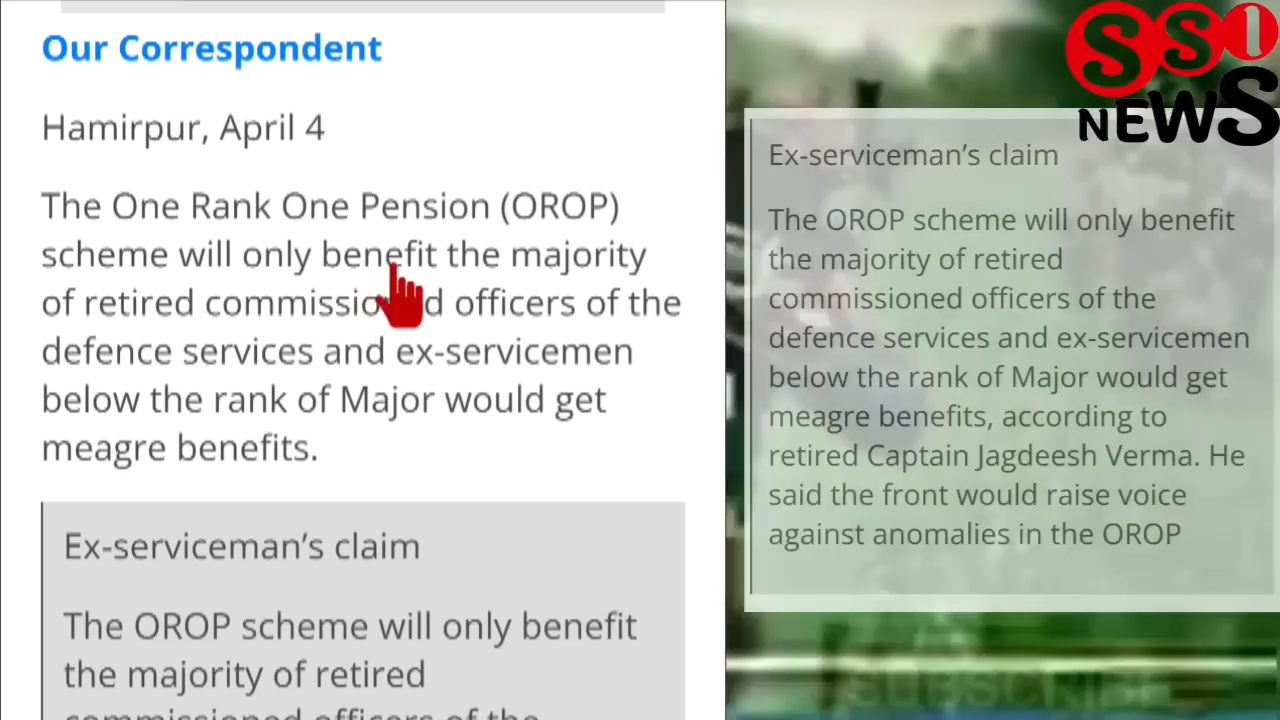 Our Correspondent
Hamirpur, April 4
The One Rank One Pension (OROP)
scheme will only benefit the majority
of retired commissioned officers of the
defence services and ex-servicemen
below the rank of Major would get
meagre benefits.
Ex-serviceman’s claim
The OROP scheme will only benefit
the majority of retired
commissioned officers of the
SSI
NEWS
Ex-serviceman’s claim
The OROP scheme will only benefit
the majority of retired
commissioned officers of the
defence services and ex-servicemen
below the rank of Major would get
meagre benefits, according to
retired Captain Jagdeesh Verma. He
said the front would raise voice
against anomalies in the OROP
SUBSCRIBE